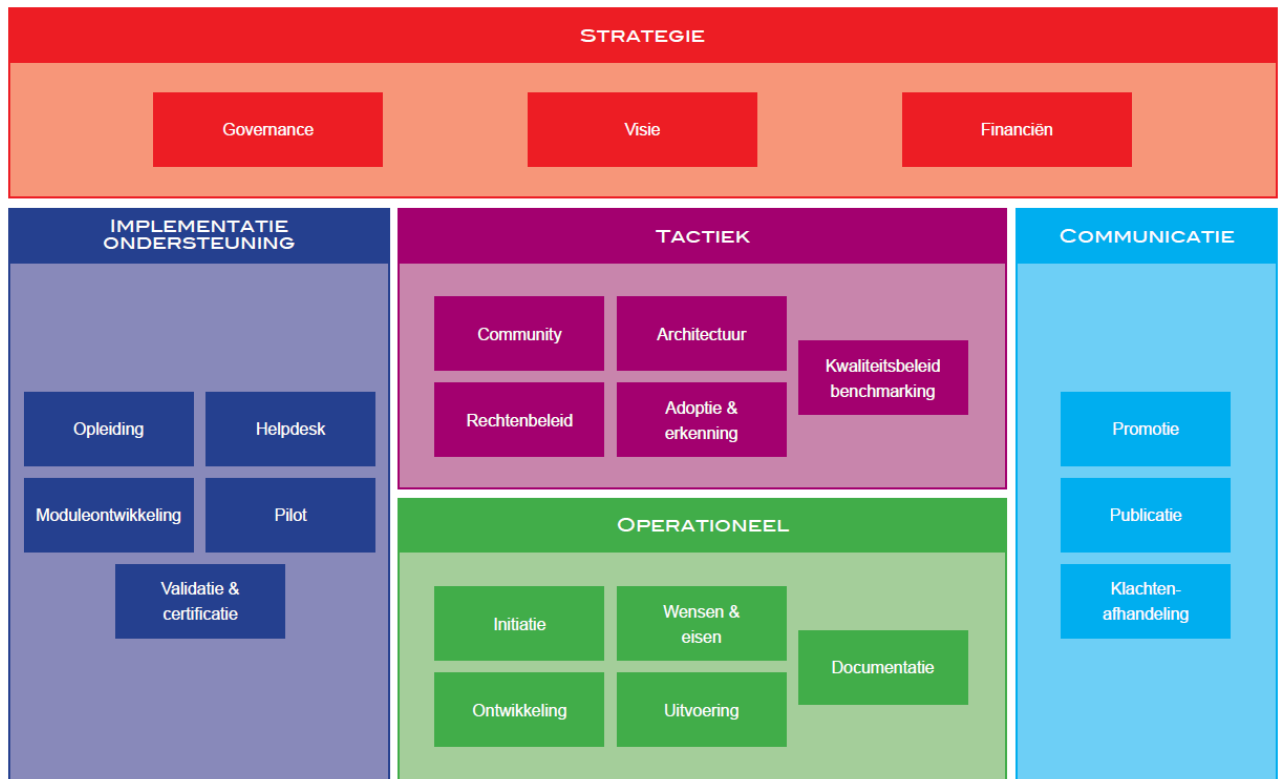 STRATEGIE
Governance
Visie
Financiën
IMPLEMENTATIE
ONDERSTEUNING
Opleiding
Helpdesk
Moduleontwikkeling
Pilot
Validatie &
certificatie
TACTIEK
Community
Architectuur
Rechtenbeleid
Adoptie &
erkenning
Kwaliteitsbeleid
benchmarking
OPERATIONEEL
Initiatie
Wensen &
eisen
Ontwikkeling
Uitvoering
Documentatie
COMMUNICATIE
Promotie
Publicatie
Klachten-
afhandeling